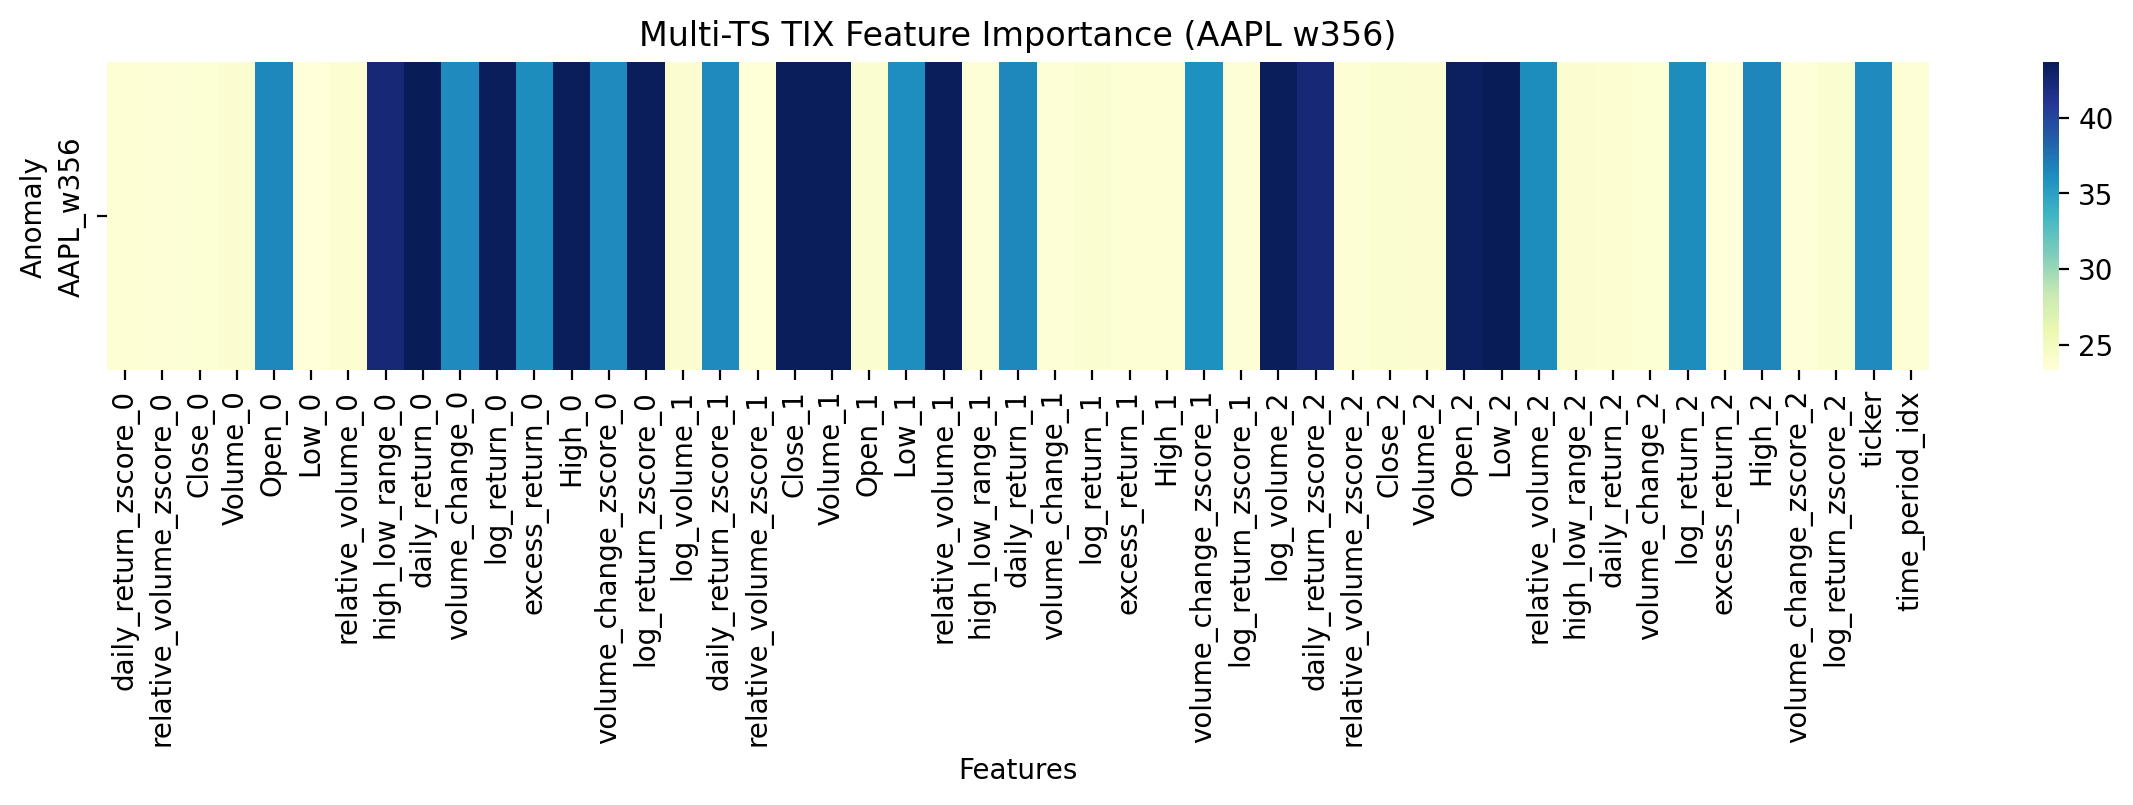 Multi-TS TIX Feature Importance (AAPL w356)
Anomaly
AAPL_w356
40
35
30
25
daily_return_zscore_0
relative_volume_zscore_0
Close_0
Volume_0
Open_0
Low_0
relative_volume_0
high_low_range_0
daily_return_0
volume_change_0
log_return_0
excess_return_0
High_0
volume_change_zscore_0
log_return_zscore_0
log_volume_1
daily_return_zscore_1
relative_volume_zscore_1
Close_1
Volume_1
Open_1
Low_1
relative_volume_1
high_low_range_1
daily_return_1
volume_change_1
log_return_1
excess_return_1
High_1
volume_change_zscore_1
log_return_zscore_1
log_volume_2
daily_return_zscore_2
relative_volume_zscore_2
Close_2
Volume_2
Open_2
Low_2
relative_volume_2
high_low_range_2
daily_return_2
volume_change_2
log_return_2
excess_return_2
High_2
volume_change_zscore_2
log_return_zscore_2
ticker
time_period_idx
Features